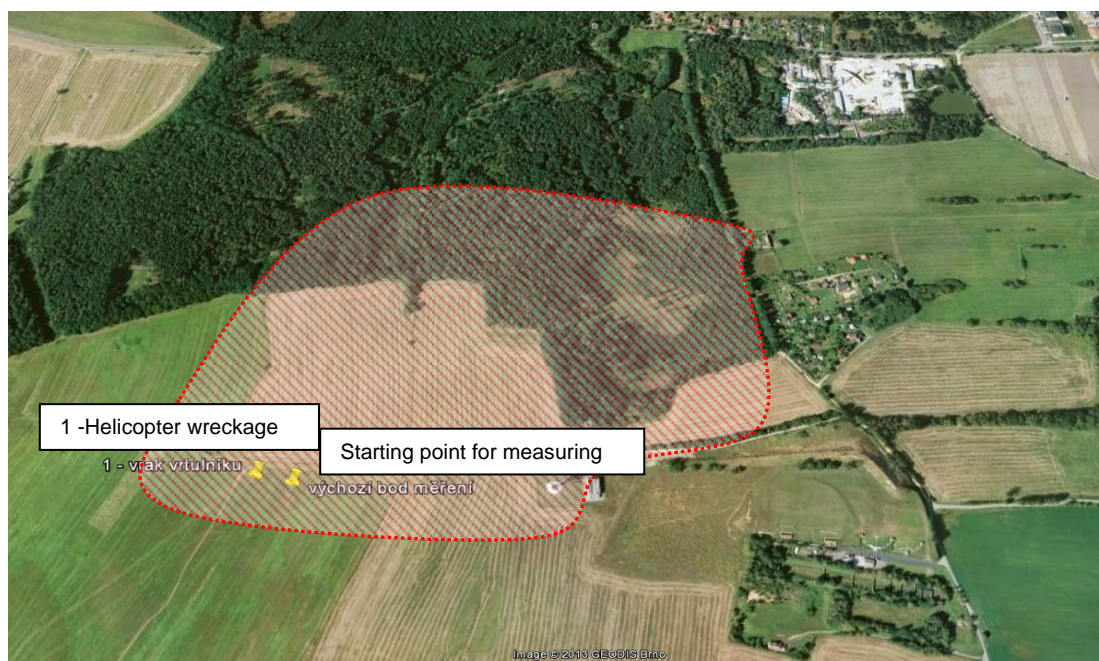 1 -Helicopter wreckage
Starting point for measuring
1 - vrak vrtulníku
výchozí bod měření
Image © 2013 GEODIS Brno